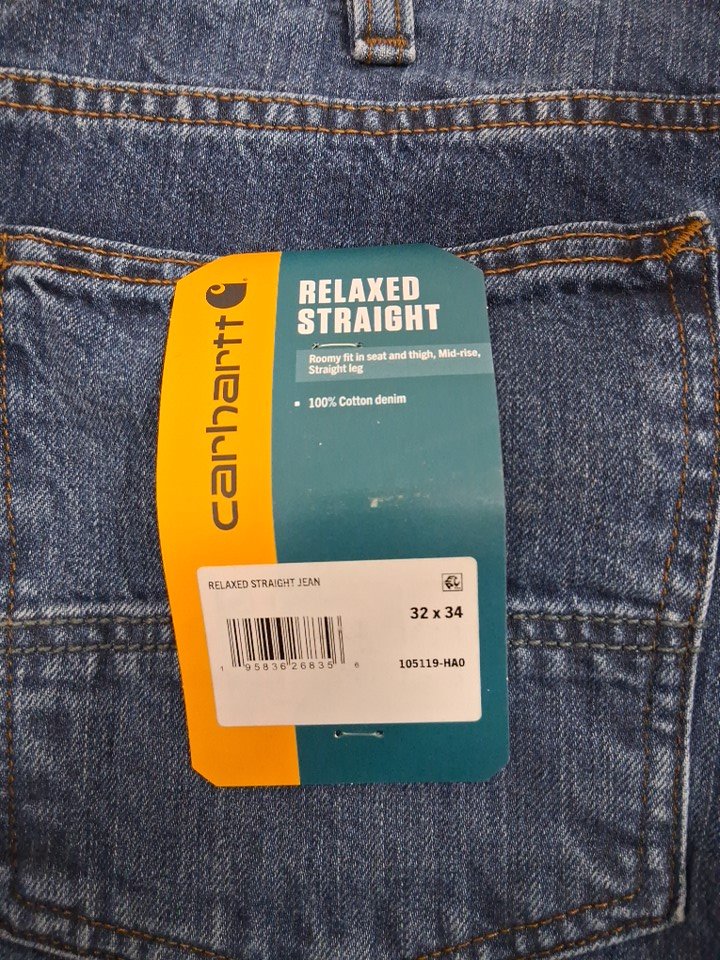 carhartt
RELAXED
STRAIGHT
Roomy fit in seat and thigh, Mid-rise,
Straight leg
▪ 100% Cotton denim
RELAXED STRAIGHT JEAN
32 x 34
1 95836 26835 6
105119-HA0